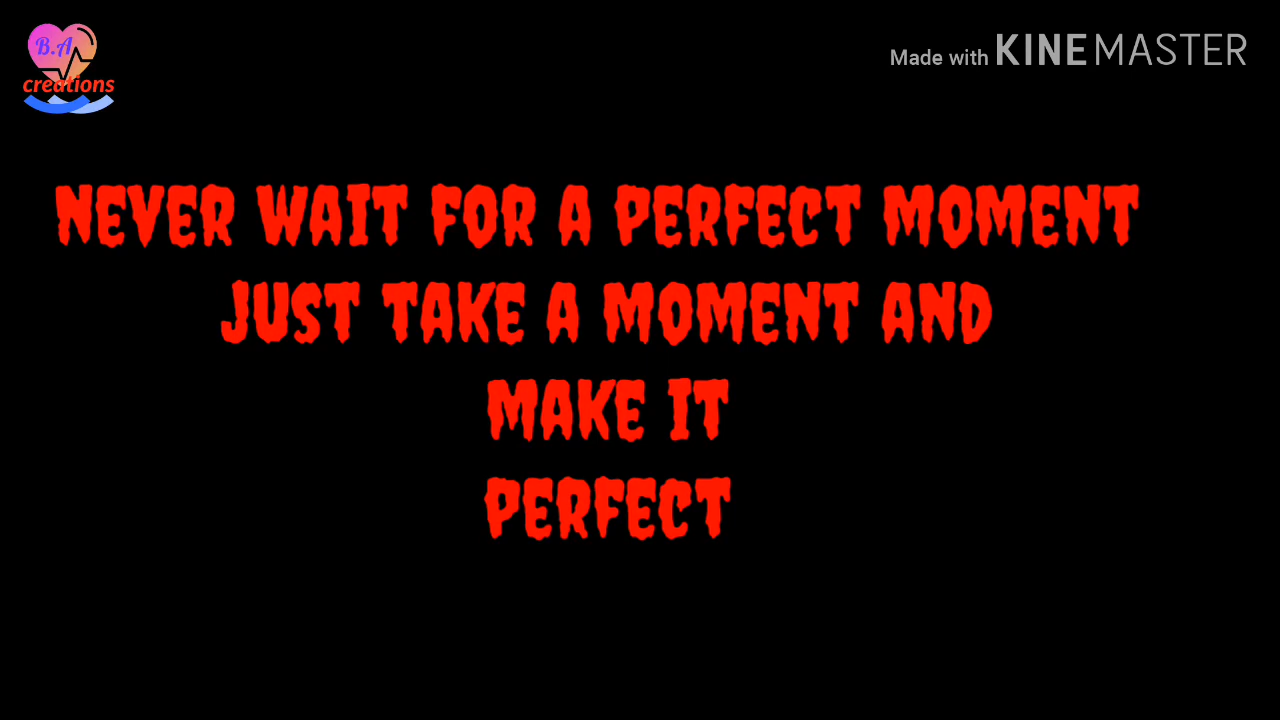 B.A
creations
Made with KINEMASTER
NEVER WAIT FOR A PERFECT MOMENT
JUST TAKE A MOMENT AND
MAKE IT
PERFECT